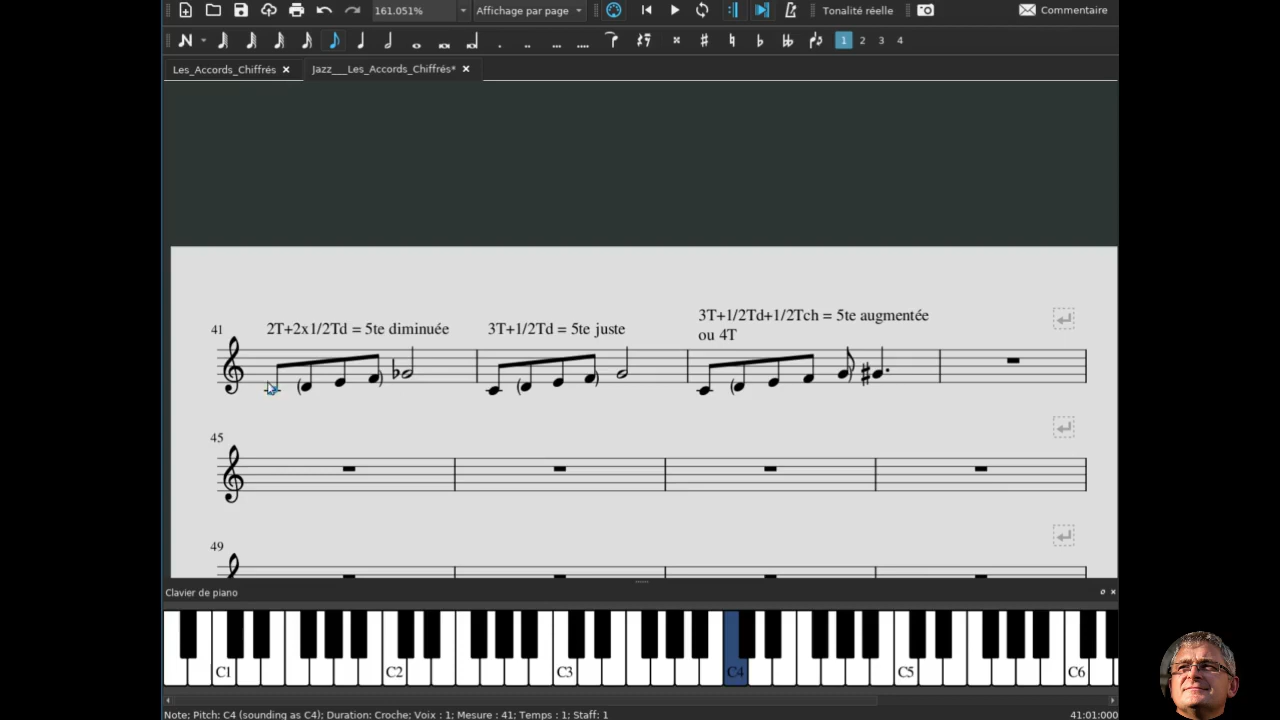 161.051% Affichage par page Tonalité réelle Commentaire
1 2 3 4
Les_Accords_Chiffrés Jazz___Les_Accords_Chiffrés*
3T+1/2Td+1/2Tch = 5te augmentée
41 2T+2x1/2Td = 5te diminuée 3T+1/2Td = 5te juste ou 4T
45
49
Clavier de piano
C1 C2 C3 C4 C5 C6
Note; Pitch: C4 (sounding as C4); Duration: Croche; Voix : 1; Mesure : 41; Temps : 1; Staff: 1 41:01:000